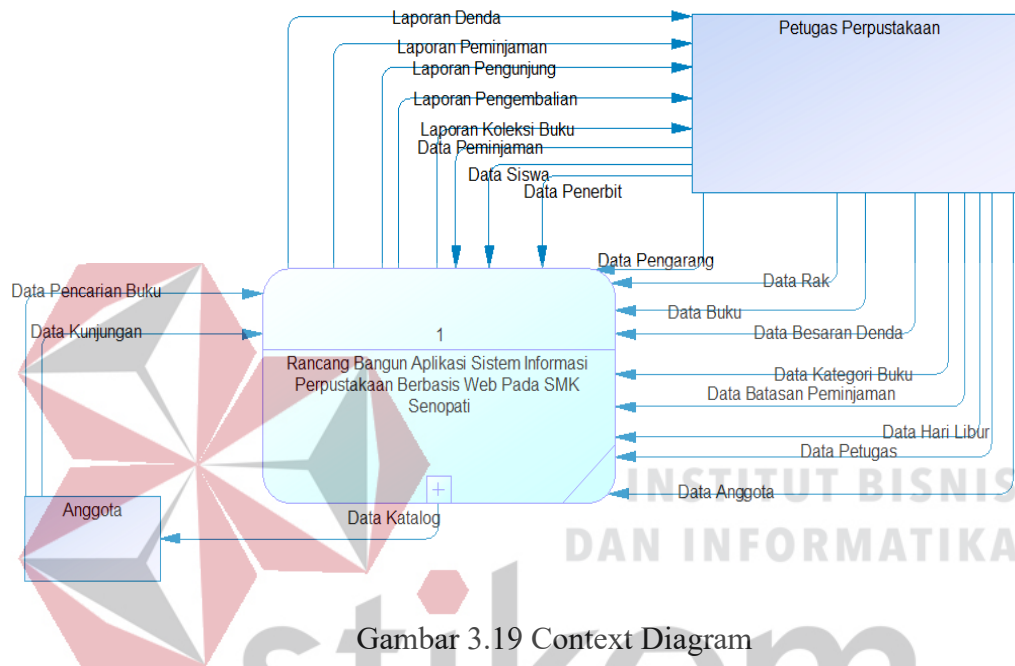 Laporan Denda
Petugas Perpustakaan
Laporan Peminjaman
Laporan Pengunjung
Laporan Pengembalian
Laporan Koleksi Buku
Data Peminjaman
Data Siswa
Data Penerbit
Data Pengarang
Data Rak
Data Pencarian Buku
Data Buku
Data Kunjungan
Data Besaran Denda
1
Rancang Bangun Aplikasi Sistem Informasi
Perpustakaan Berbasis Web Pada SMK
Senopati
Data Kategori Buku
Data Batasan Peminjaman
Data Hari Libur
Data Petugas
Data Anggota
INSTITUT BISNIS
DAN INFORMATIKA
Anggota
Data Katalog
+
Gambar 3.19 Context Diagram
stikom